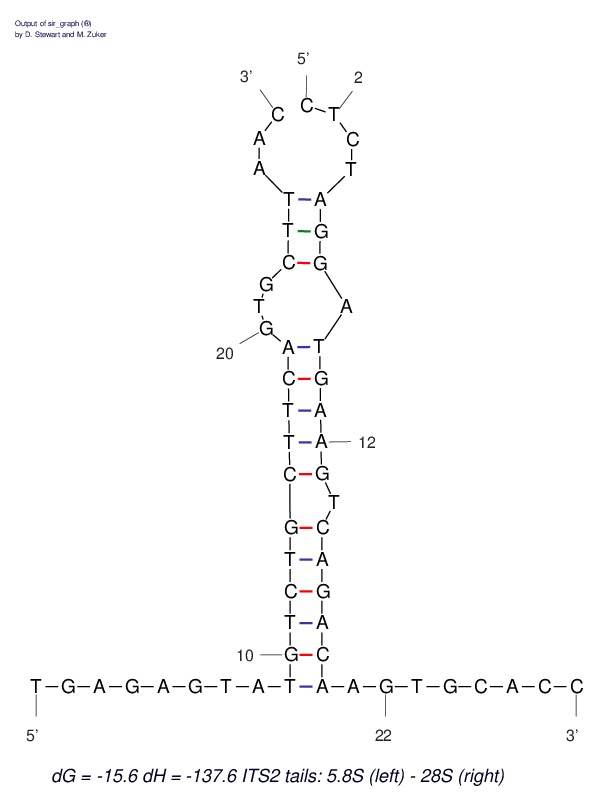 Output of sir_graph (®)
by D. Stewart and M. Zuker
5'
3'
2
C
C
T
A
C
A
T
T
A
T
G
C
G
G
T
A
G
20
A
T
C
G
T
A
T
A
12
C
G
T
G
C
T
A
C
G
T
A
10
G
C
T-G-A-G-A-G-T-A-T A-A-G-T-G-C-A-C-C
5'
22
3'
dG = -15.6 dH = -137.6 ITS2 tails: 5.8S (left) - 28S (right)